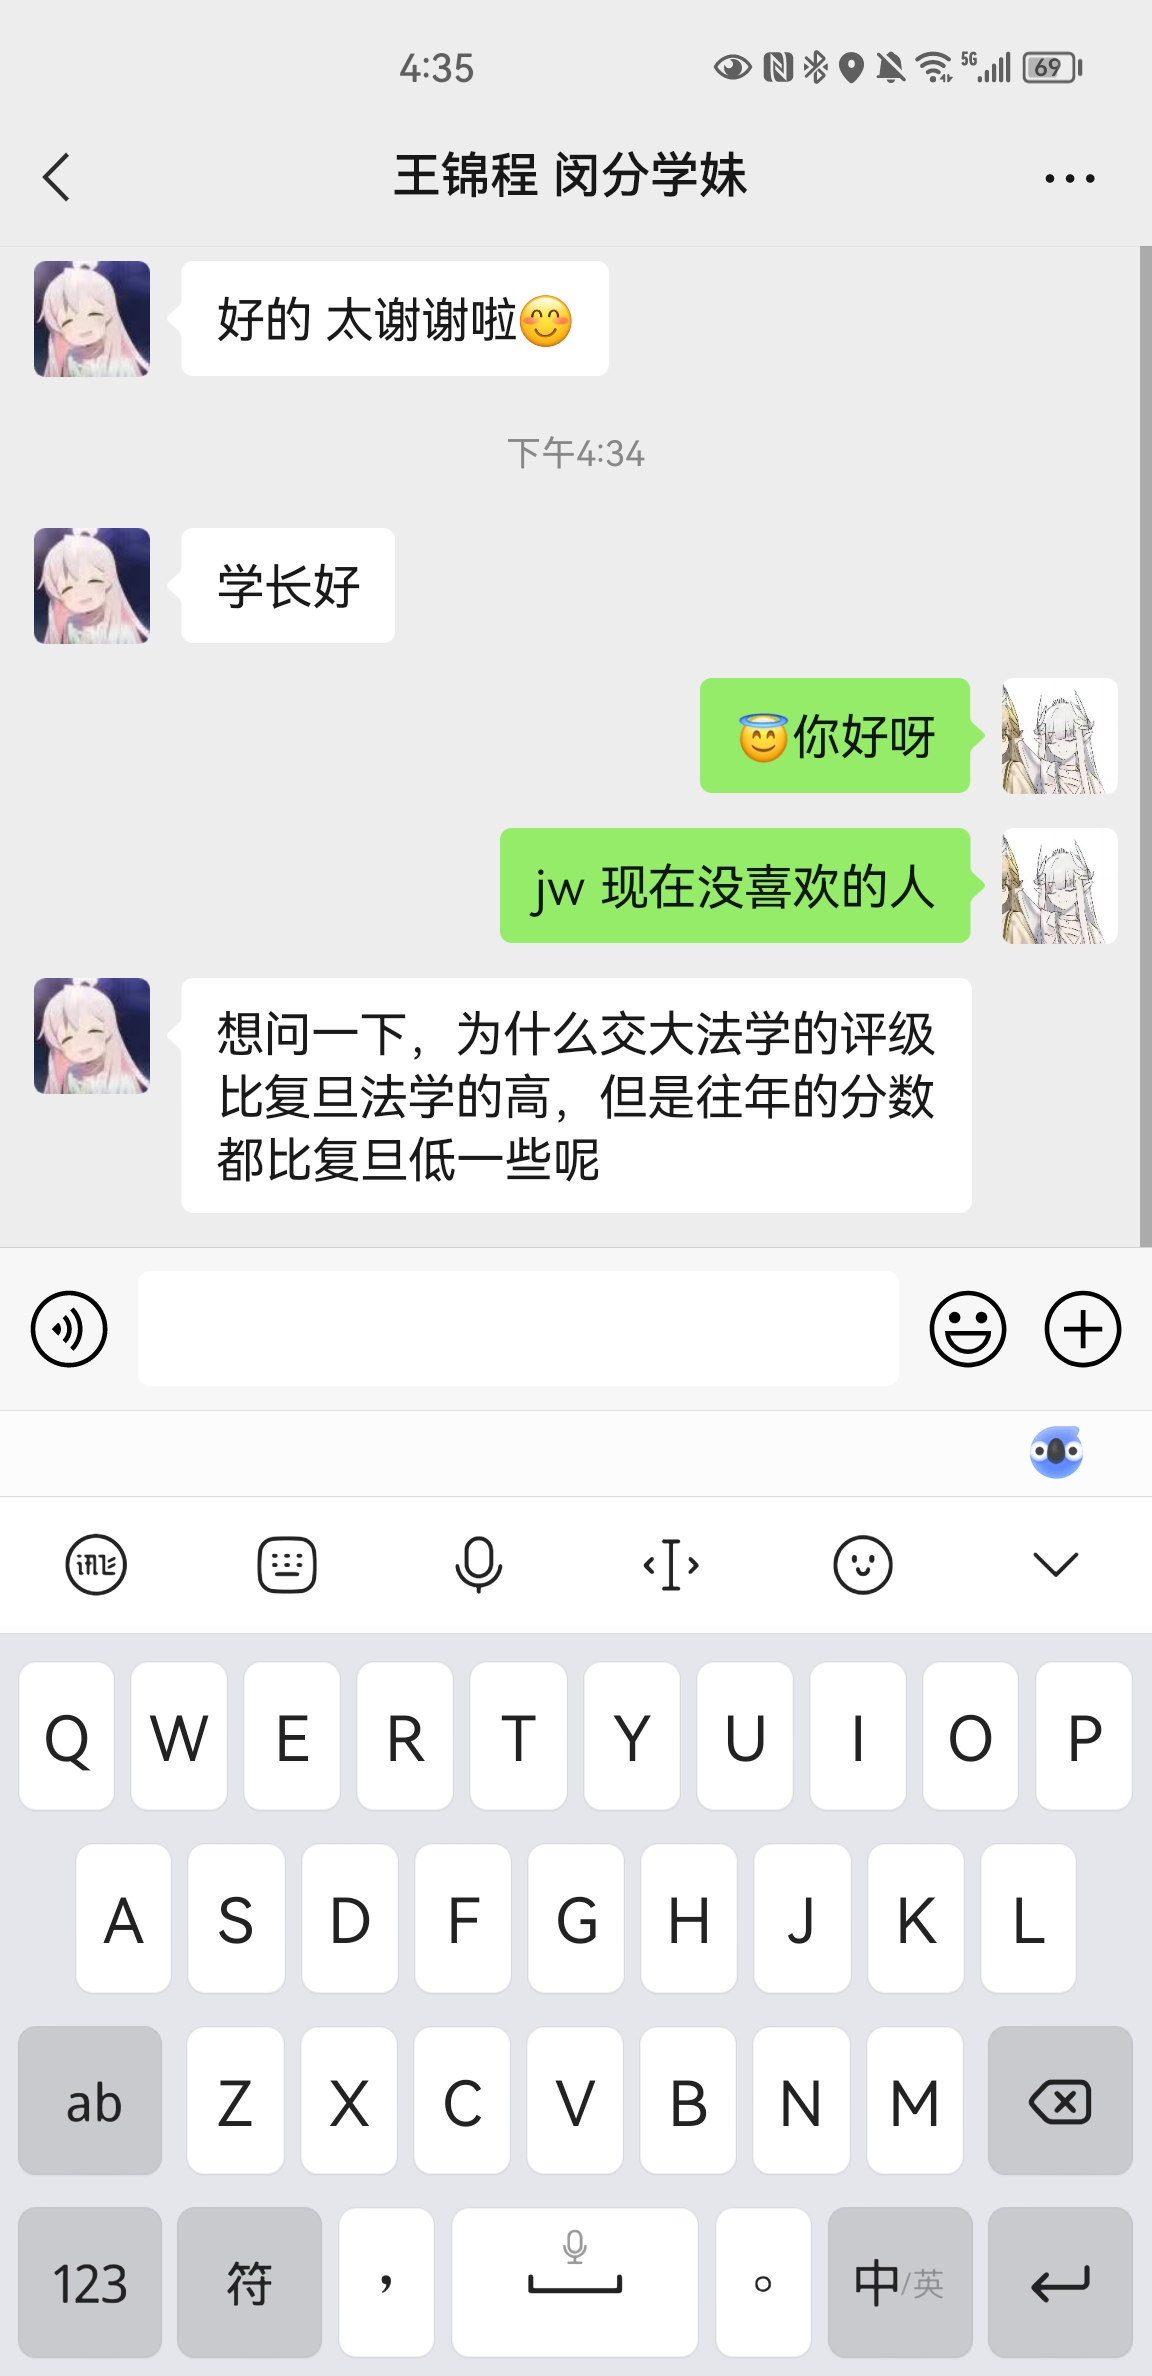 4:35
5G
69
王锦程 闵分学妹
好的 太谢谢啦😊
下午4:34
学长好
😇你好呀
jw 现在没喜欢的人
想问一下，为什么交大法学的评级
比复旦法学的高，但是往年的分数
都比复旦低一些呢
讯飞
Q W E R T Y U I O P
A S D F G H J K L
ab Z X C V B N M
123 符 ， 。 中/英